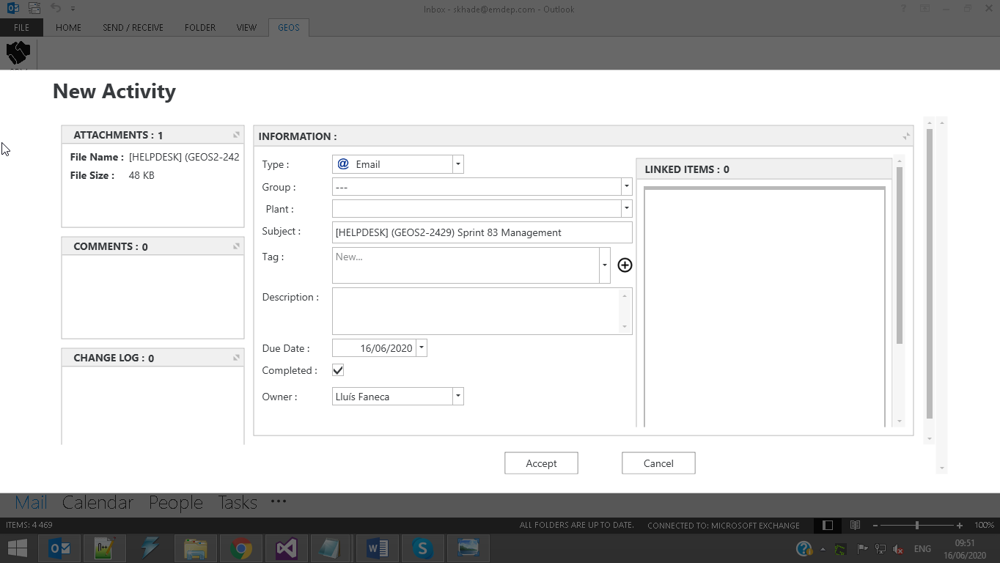 Inbox - skhade@emdep.com - Outlook
FILE HOME SEND / RECEIVE FOLDER VIEW GEOS
New Activity
ATTACHMENTS : 1
File Name : [HELPDESK] (GEOS2-242
File Size : 48 KB
COMMENTS : 0
CHANGE LOG : 0
INFORMATION :
Type : @ Email
Group : ---
Plant :
Subject : [HELPDESK] (GEOS2-2429) Sprint 83 Management
Tag : New...
Description :
Due Date : 16/06/2020
Completed :
Owner : Lluís Faneca
LINKED ITEMS : 0
Accept Cancel
Mail Calendar People Tasks ···
ITEMS: 4 469 ALL FOLDERS ARE UP TO DATE. CONNECTED TO: MICROSOFT EXCHANGE 100%
ENG 09:51
16/06/2020